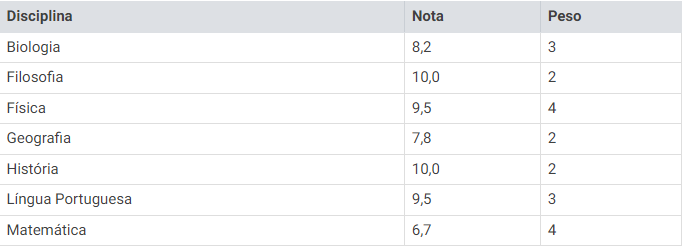 Disciplina Nota Peso
Biologia 8,2 3
Filosofia 10,0 2
Física 9,5 4
Geografia 7,8 2
História 10,0 2
Língua Portuguesa 9,5 3
Matemática 6,7 4